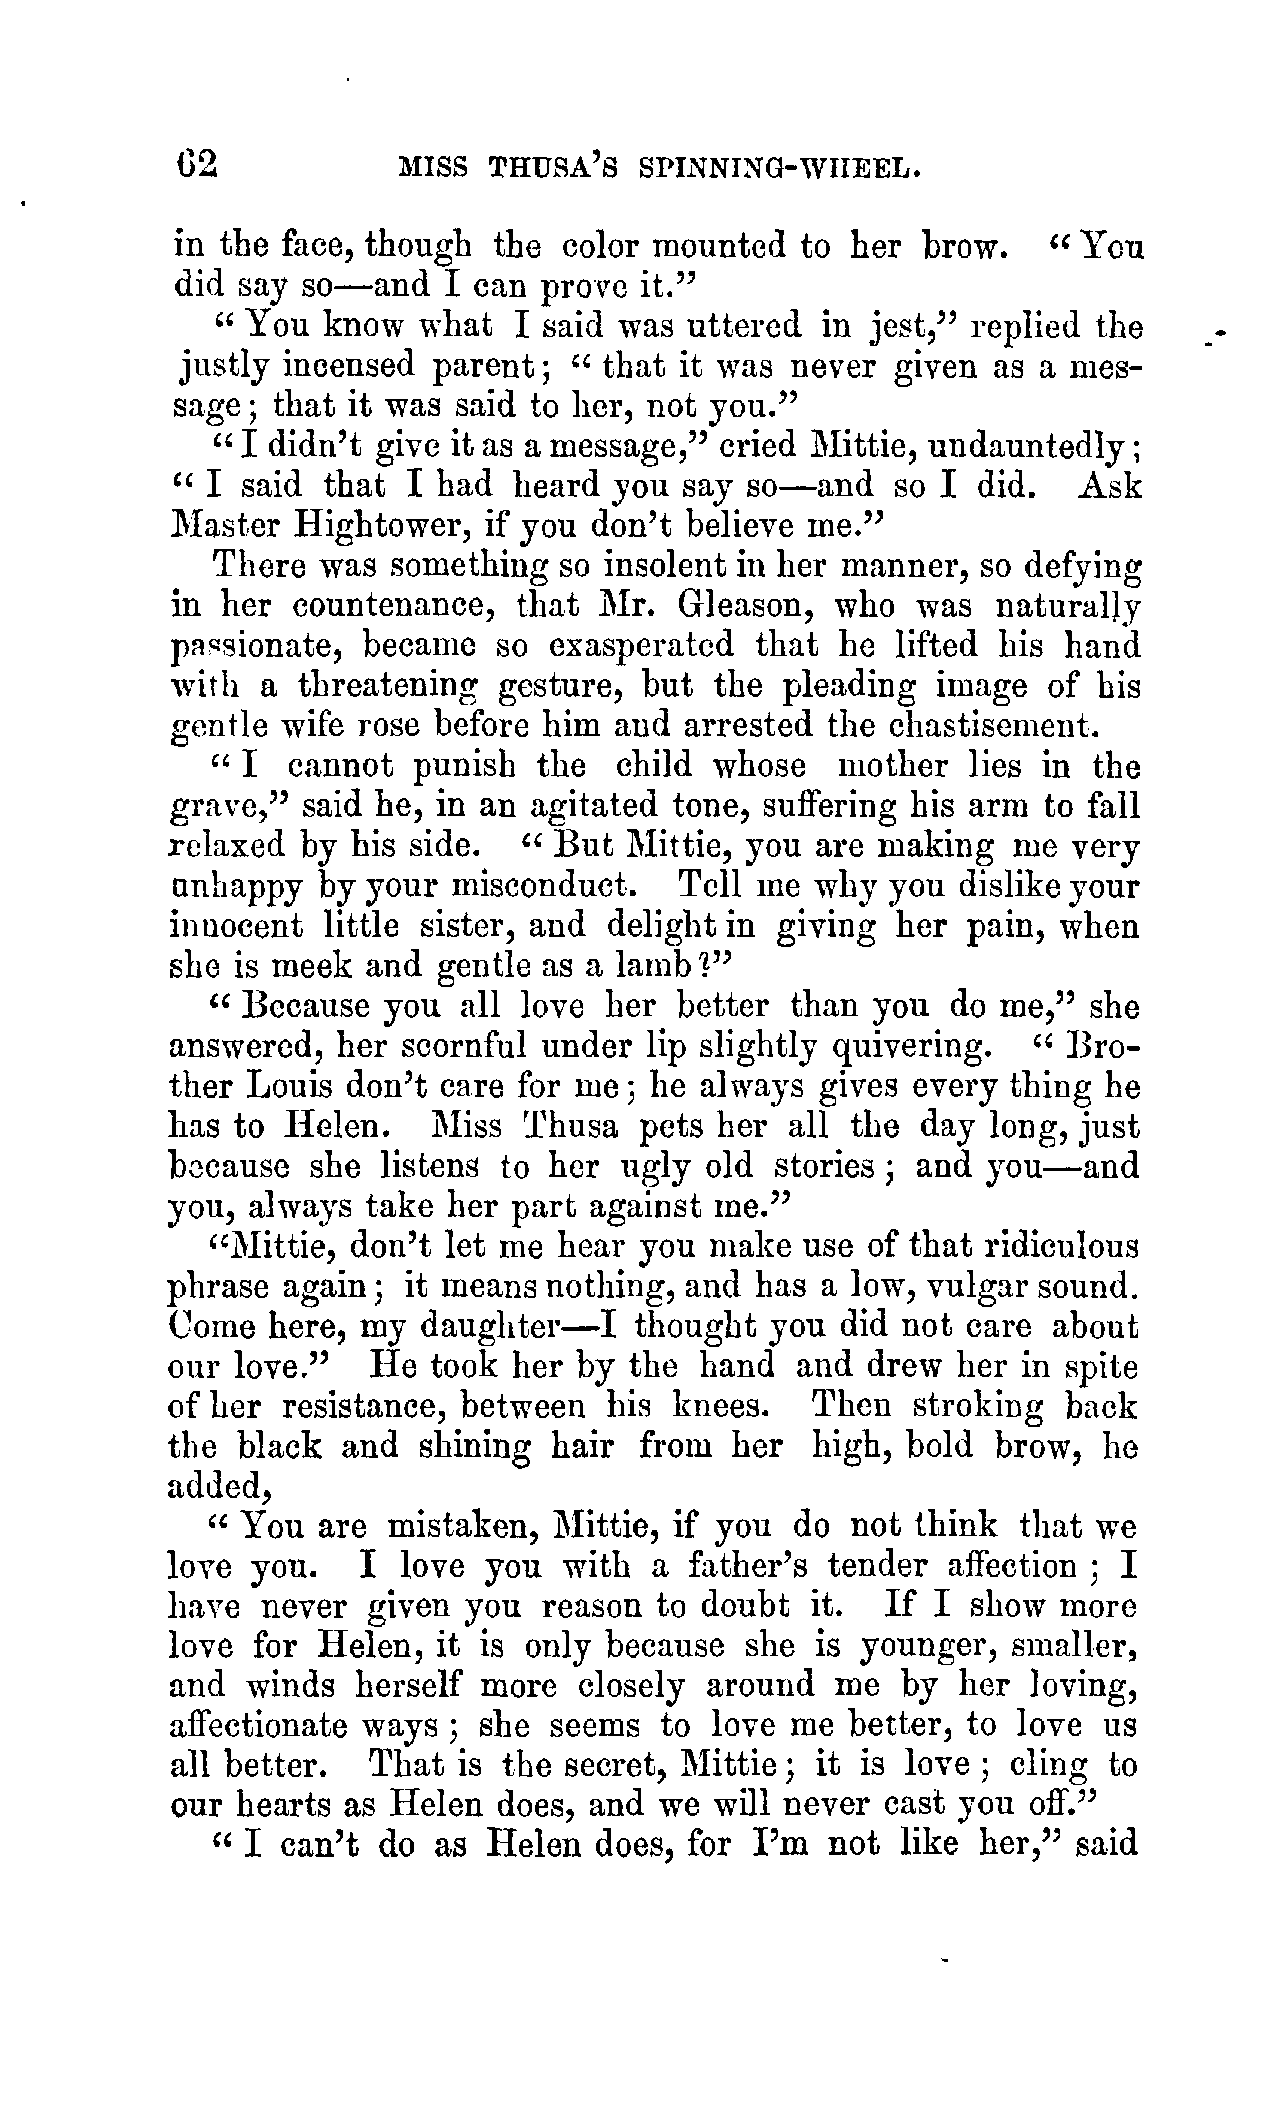 62 MISS THUSA'S SPINNING-WHEEL.
in the face, though the color mounted to her brow. "You
did say so—and I can prove it."
"You know what I said was uttered in jest," replied the
justly incensed parent; "that it was never given as a mes-
sage; that it was said to her, not you."
"I didn't give it as a message," cried Mittie, undauntedly;
"I said that I had heard you say so—and so I did. Ask
Master Hightower, if you don't believe me."
There was something so insolent in her manner, so defying
in her countenance, that Mr. Gleason, who was naturally
passionate, became so exasperated that he lifted his hand
with a threatening gesture, but the pleading image of his
gentle wife rose before him and arrested the chastisement.
"I cannot punish the child whose mother lies in the
grave," said he, in an agitated tone, suffering his arm to fall
relaxed by his side. "But Mittie, you are making me very
unhappy by your misconduct. Tell me why you dislike your
innocent little sister, and delight in giving her pain, when
she is meek and gentle as a lamb?"
"Because you all love her better than you do me," she
answered, her scornful under lip slightly quivering. "Bro-
ther Louis don't care for me; he always gives every thing he
has to Helen. Miss Thusa pets her all the day long, just
because she listens to her ugly old stories; and you—and
you, always take her part against me."
"Mittie, don't let me hear you make use of that ridiculous
phrase again; it means nothing, and has a low, vulgar sound.
Come here, my daughter—I thought you did not care about
our love." He took her by the hand and drew her in spite
of her resistance, between his knees. Then stroking back
the black and shining hair from her high, bold brow, he
added,
"You are mistaken, Mittie, if you do not think that we
love you. I love you with a father's tender affection; I
have never given you reason to doubt it. If I show more
love for Helen, it is only because she is younger, smaller,
and winds herself more closely around me by her loving,
affectionate ways; she seems to love me better, to love us
all better. That is the secret, Mittie; it is love; cling to
our hearts as Helen does, and we will never cast you off."
"I can't do as Helen does, for I'm not like her," said